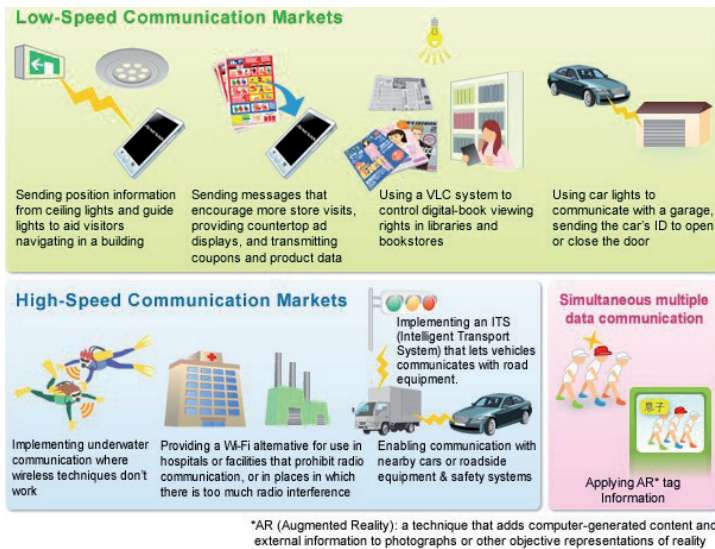 Low-Speed Communication Markets
Sending position information
from ceiling lights and guide
lights to aid visitors
navigating in a building
Sending messages that
encourage more store visits,
providing countertop ad
displays, and transmitting
coupons and product data
Using a VLC system to
control digital-book viewing
rights in libraries and
bookstores
Using car lights to
communicate with a garage,
sending the car's ID to open
or close the door
High-Speed Communication Markets
Implementing underwater
communication where
wireless techniques don't
work
Providing a Wi-Fi alternative for use in
hospitals or facilities that prohibit radio
communication, or in places in which
there is too much radio interference
Implementing an ITS
(Intelligent Transport
System) that lets vehicles
communicates with road
equipment.
Enabling communication with
nearby cars or roadside
equipment & safety systems
Simultaneous multiple
data communication
息子
Applying AR* tag
Information
*AR (Augmented Reality): a technique that adds computer-generated content and
external information to photographs or other objective representations of reality